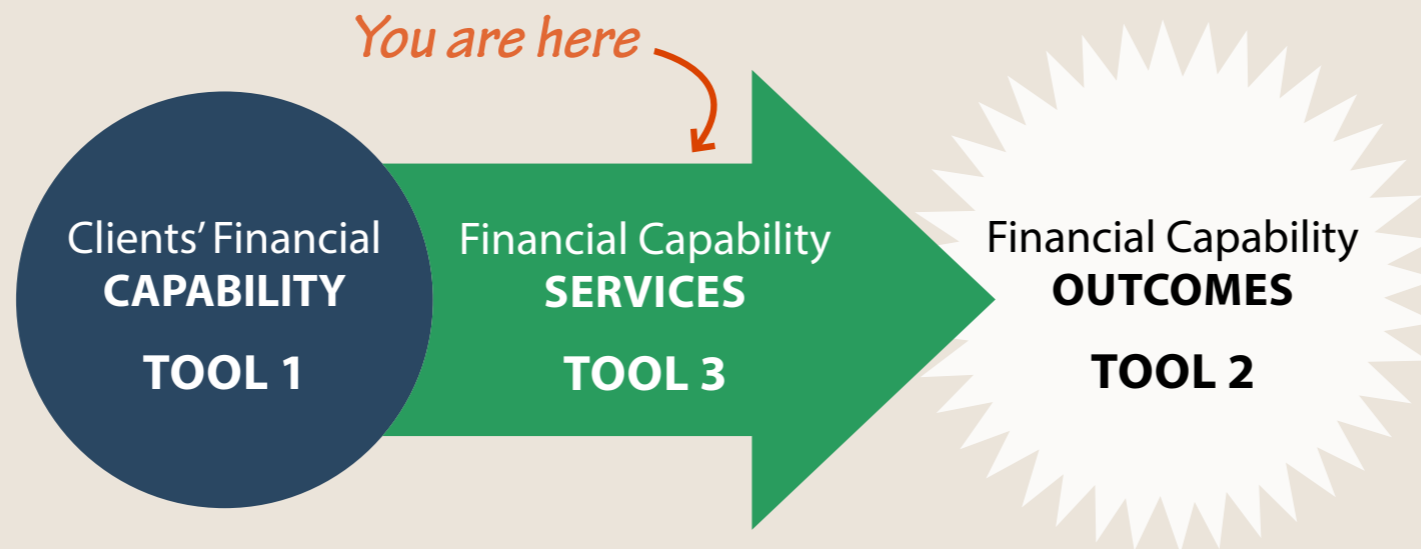 You are here
Clients’ Financial
CAPABILITY
TOOL 1
Financial Capability
SERVICES
TOOL 3
Financial Capability
OUTCOMES
TOOL 2